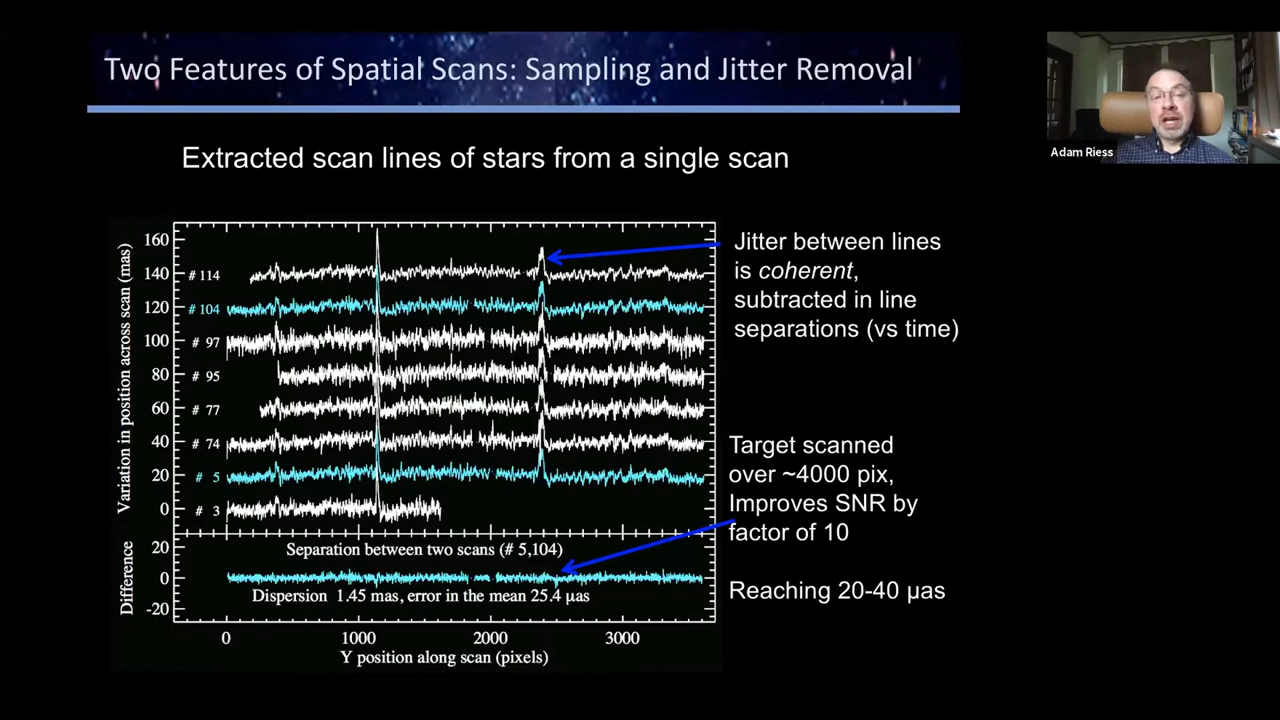 Two Features of Spatial Scans: Sampling and Jitter Removal
Adam Riess
Extracted scan lines of stars from a single scan
Variation in position across scan (mas)
160
140
120
100
80
60
40
20
0
# 114
# 104
# 97
# 95
# 77
# 74
# 5
# 3
Jitter between lines
is coherent,
subtracted in line
separations (vs time)
Target scanned
over ~4000 pix,
Improves SNR by
factor of 10
Reaching 20-40 µas
Difference
20
0
-20
Separation between two scans (# 5,104)
Dispersion 1.45 mas, error in the mean 25.4 µas
0
1000
2000
3000
Y position along scan (pixels)